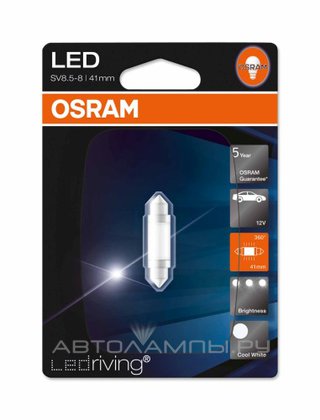 LED
SV8.5-8 | 41mm
OSRAM
OSRAM
5 Year
OSRAM
Guarantee*
12V
360°
41mm
Brightness
Cool White
АВТОЛАМПЫ.РУ
LEDriving®